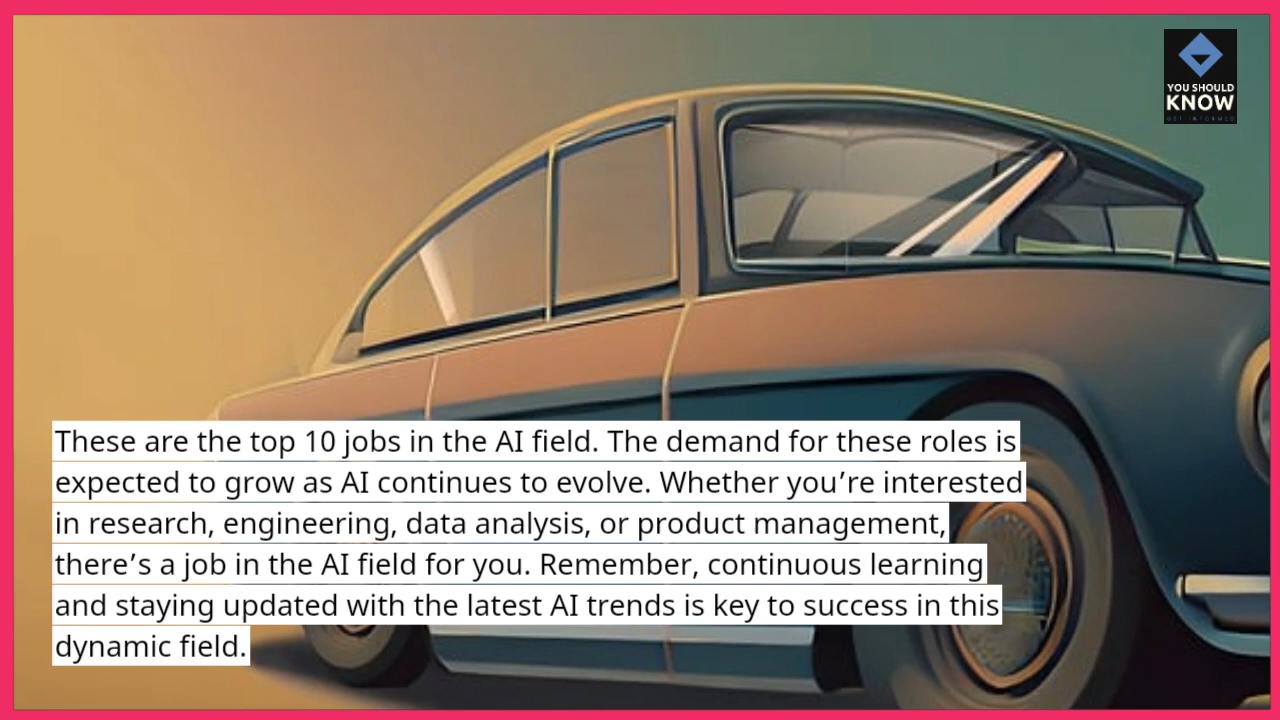 YOU SHOULD
KNOW
GET INFORMED
These are the top 10 jobs in the AI field. The demand for these roles is
expected to grow as AI continues to evolve. Whether you’re interested
in research, engineering, data analysis, or product management,
there’s a job in the AI field for you. Remember, continuous learning
and staying updated with the latest AI trends is key to success in this
dynamic field.